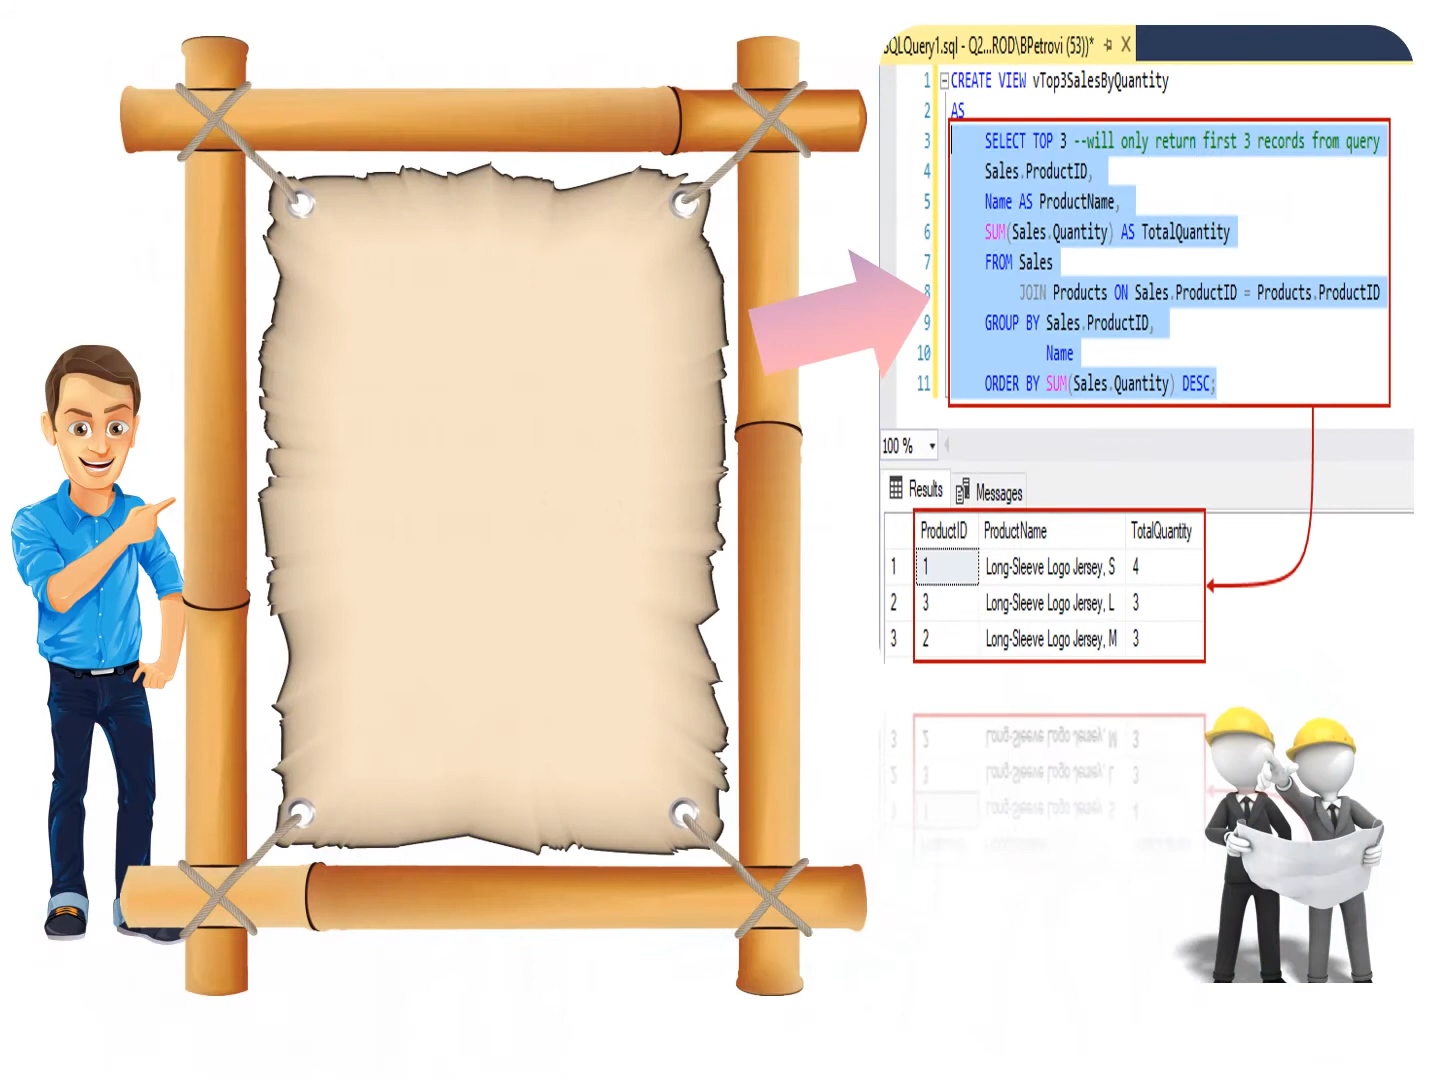 SQLQuery1.sql - Q2...ROD\BPetrovi (53))*
1 CREATE VIEW vTop3SalesByQuantity
2 AS
3 SELECT TOP 3 --will only return first 3 records from query
4 Sales.ProductID,
5 Name AS ProductName,
6 SUM(Sales.Quantity) AS TotalQuantity
7 FROM Sales
8 JOIN Products ON Sales.ProductID = Products.ProductID
9 GROUP BY Sales.ProductID,
10 Name
11 ORDER BY SUM(Sales.Quantity) DESC;
100 %
Results Messages
ProductID ProductName TotalQuantity
1 1 Long-Sleeve Logo Jersey, S 4
2 3 Long-Sleeve Logo Jersey, L 3
3 2 Long-Sleeve Logo Jersey, M 3